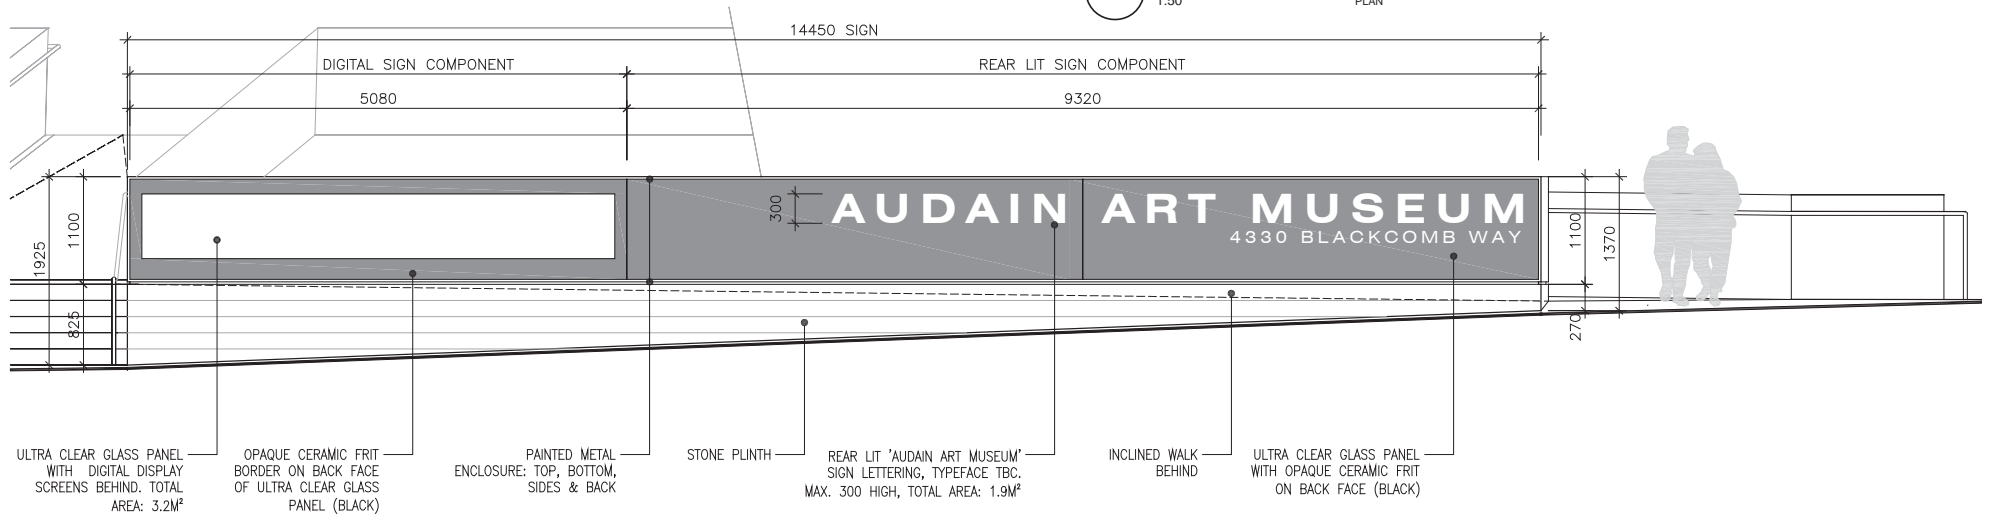 1:50
PLAN
14450 SIGN
DIGITAL SIGN COMPONENT
REAR LIT SIGN COMPONENT
5080
9320
1925
1100
825
300
AUDAIN ART MUSEUM
4330 BLACKCOMB WAY
1100
1370
270
ULTRA CLEAR GLASS PANEL
WITH DIGITAL DISPLAY
SCREENS BEHIND. TOTAL
AREA: 3.2M²
OPAQUE CERAMIC FRIT
BORDER ON BACK FACE
OF ULTRA CLEAR GLASS
PANEL (BLACK)
PAINTED METAL
ENCLOSURE: TOP, BOTTOM,
SIDES & BACK
STONE PLINTH
REAR LIT 'AUDAIN ART MUSEUM'
SIGN LETTERING, TYPEFACE TBC.
MAX. 300 HIGH, TOTAL AREA: 1.9M²
INCLINED WALK
BEHIND
ULTRA CLEAR GLASS PANEL
WITH OPAQUE CERAMIC FRIT
ON BACK FACE (BLACK)